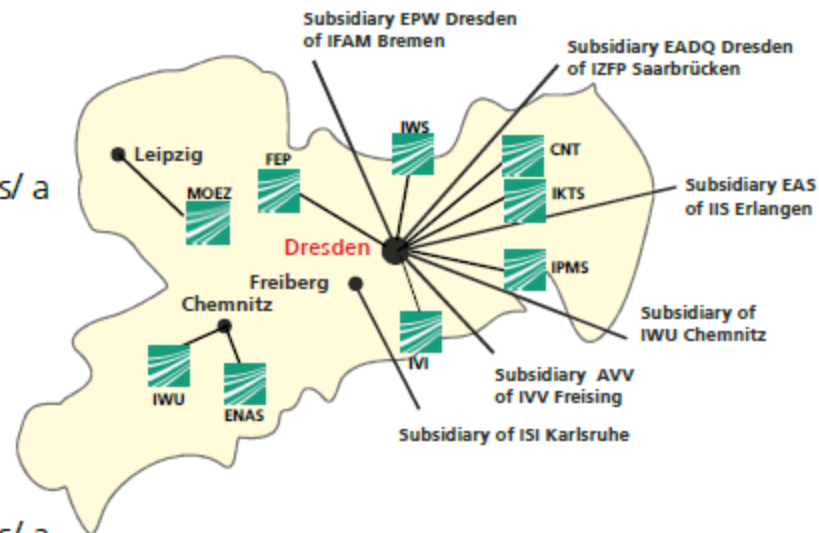 Subsidiary EPW Dresden
of IFAM Bremen
Subsidiary EADQ Dresden
of IZFP Saarbrücken
IWS
CNT
Leipzig
FEP
s/ a
MOEZ
IKTS
Subsidiary EAS
of IIS Erlangen
Dresden
IPMS
Freiberg
Chemnitz
Subsidiary of
IWU Chemnitz
IVI
Subsidiary AVV
of IVV Freising
IWU
ENAS
Subsidiary of ISI Karlsruhe
s/ a